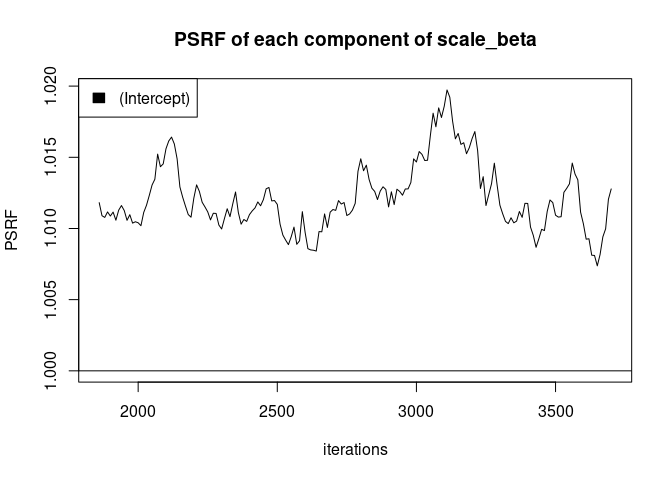 PSRF of each component of scale_beta
(Intercept)
PSRF
1.020
1.015
1.010
1.005
1.000
2000 2500 3000 3500
iterations